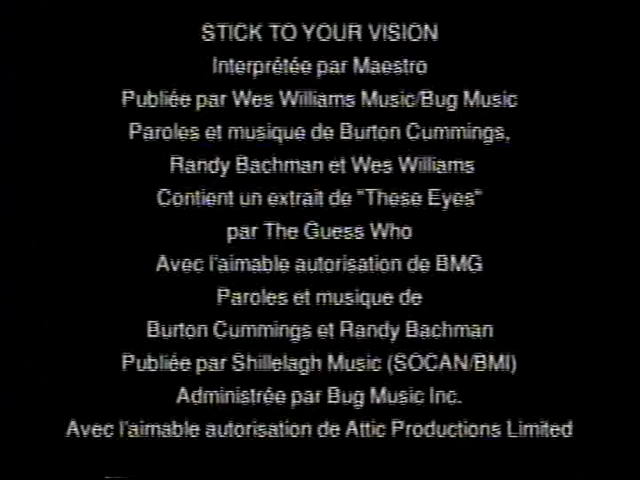 STICK TO YOUR VISION
Interprétée par Maestro
Publiée par Wes Williams Music/Bug Music
Paroles et musique de Burton Cummings,
Randy Bachman et Wes Williams
Contient un extrait de "These Eyes"
par The Guess Who
Avec l'aimable autorisation de BMG
Paroles et musique de
Burton Cummings et Randy Bachman
Publiée par Shillelagh Music (SOCAN/BMI)
Administrée par Bug Music Inc.
Avec l'aimable autorisation de Attic Productions Limited